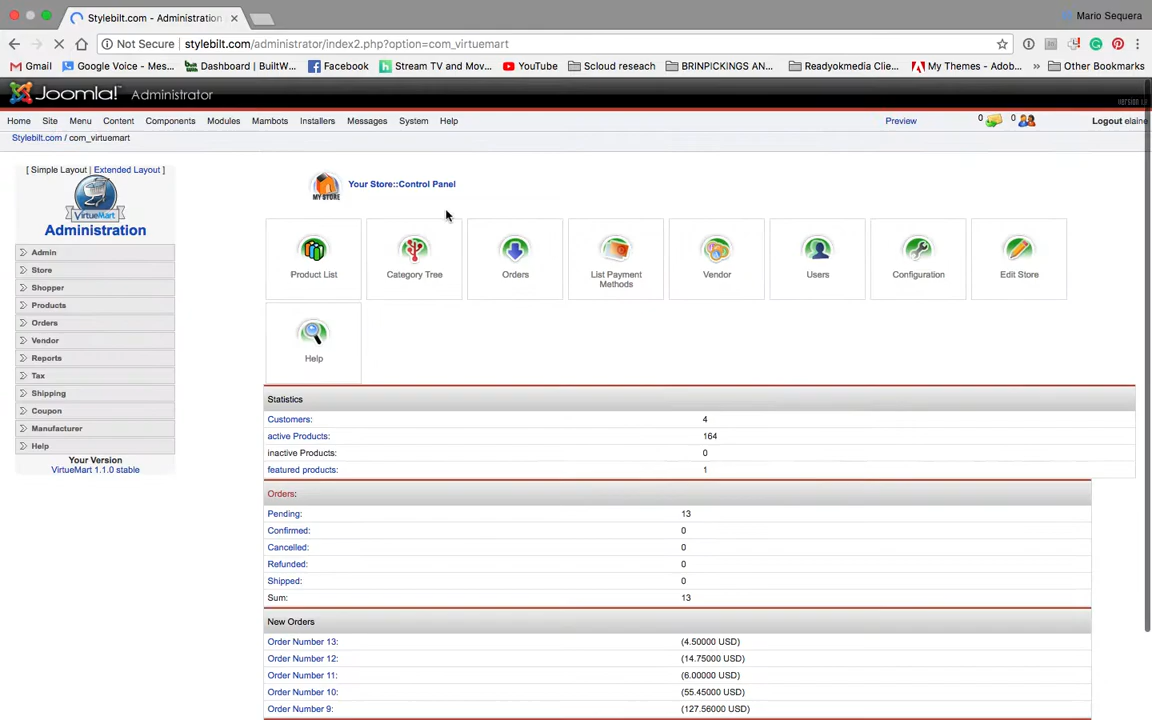 Stylebilt.com - Administration
Mario Sequera
Not Secure stylebilt.com/administrator/index2.php?option=com_virtuemart
Gmail Google Voice - Mes... Dashboard | BuiltW... Facebook Stream TV and Mov... YouTube Scloud reseach BRINPICKINGS AN... Readyokmedia Clie... My Themes - Adob... » Other Bookmarks
Joomla! Administrator
Home Site Menu Content Components Modules Mambots Installers Messages System Help Preview 0 0 Logout elaine
Stylebilt.com / com_virtuemart
[ Simple Layout | Extended Layout ]
VirtueMart
Administration
Admin
Store
Shopper
Products
Orders
Vendor
Reports
Tax
Shipping
Coupon
Manufacturer
Help
Your Version
VirtueMart 1.1.0 stable
MY STORE
Your Store::Control Panel
Product List
Category Tree
Orders
List Payment Methods
Vendor
Users
Configuration
Edit Store
Help
Statistics
Customers: 4
active Products: 164
inactive Products: 0
featured products: 1
Orders:
Pending: 13
Confirmed: 0
Cancelled: 0
Refunded: 0
Shipped: 0
Sum: 13
New Orders
Order Number 13: (4.50000 USD)
Order Number 12: (14.75000 USD)
Order Number 11: (6.00000 USD)
Order Number 10: (55.45000 USD)
Order Number 9: (127.56000 USD)